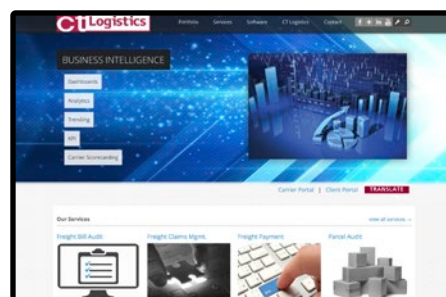 CT Logistics
Portfolio Services Software CT Logistics Contact
BUSINESS INTELLIGENCE
Dashboards
Analytics
Trending
KPI
Carrier Scorecarding
Carrier Portal | Client Portal TRANSLATE
Our Services view all services →
Freight Bill Audit Freight Claims Mgmt. Freight Payment Parcel Audit